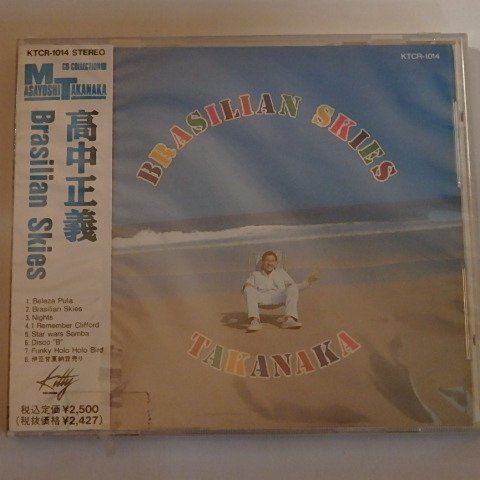 KTCR-1014 STEREO
CD COLLECTION
MASAYOSHI TAKANAKA
高中正義
Brasilian Skies
1. Beleza Pula
2. Brasilian Skies
3. Nights
4. I Remember Clifford
5. Star wars Samba
6. Disco "B"
7. Funky Holo Holo Bird
8. 伊豆甘夏納豆売り
Kitty
税込定価¥2,500
(税抜価格¥2,427)
KTCR-1014
BRASILIAN SKIES
TAKANAKA